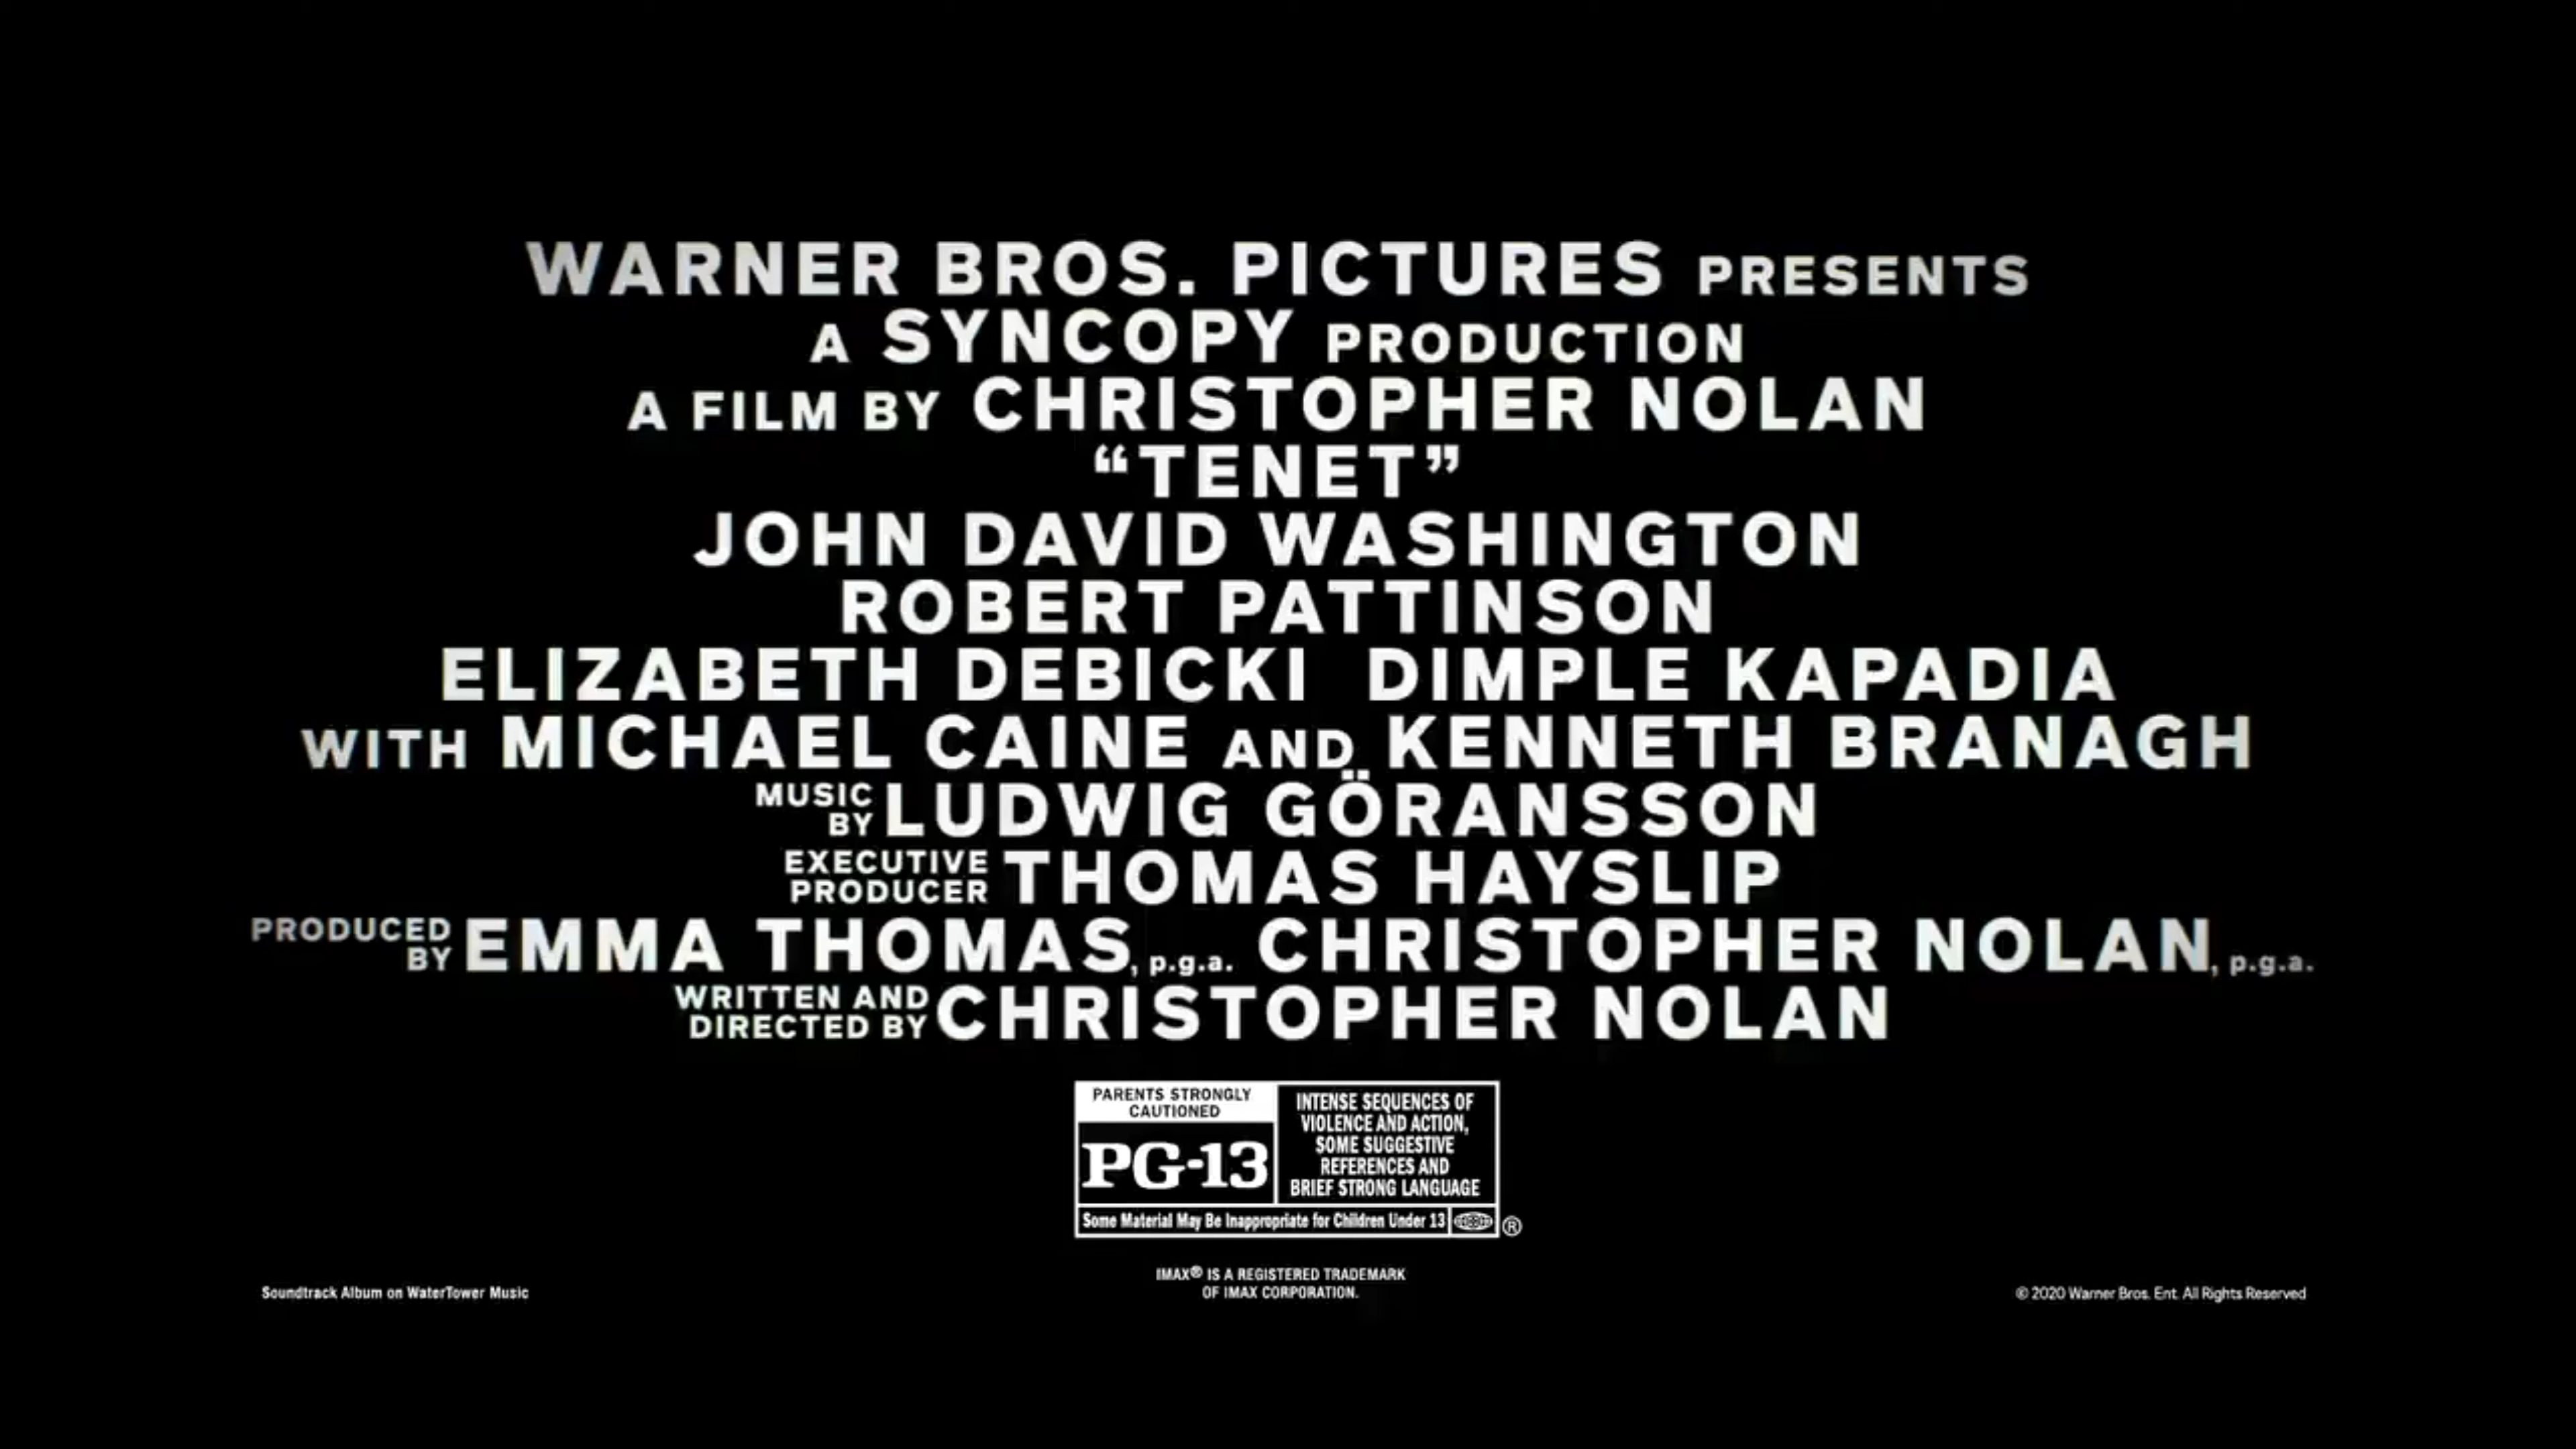 WARNER BROS. PICTURES PRESENTS
A SYNCOPY PRODUCTION
A FILM BY CHRISTOPHER NOLAN
“TENET”
JOHN DAVID WASHINGTON
ROBERT PATTINSON
ELIZABETH DEBICKI DIMPLE KAPADIA
WITH MICHAEL CAINE AND KENNETH BRANAGH
MUSIC BY LUDWIG GÖRANSSON
EXECUTIVE PRODUCER THOMAS HAYSLIP
PRODUCED BY EMMA THOMAS, p.g.a. CHRISTOPHER NOLAN, p.g.a.
WRITTEN AND DIRECTED BY CHRISTOPHER NOLAN
PARENTS STRONGLY
CAUTIONED
PG-13
INTENSE SEQUENCES OF
VIOLENCE AND ACTION,
SOME SUGGESTIVE
REFERENCES AND
BRIEF STRONG LANGUAGE
Some Material May Be Inappropriate for Children Under 13 ®
IMAX® IS A REGISTERED TRADEMARK
OF IMAX CORPORATION.
Soundtrack Album on WaterTower Music
© 2020 Warner Bros. Ent. All Rights Reserved